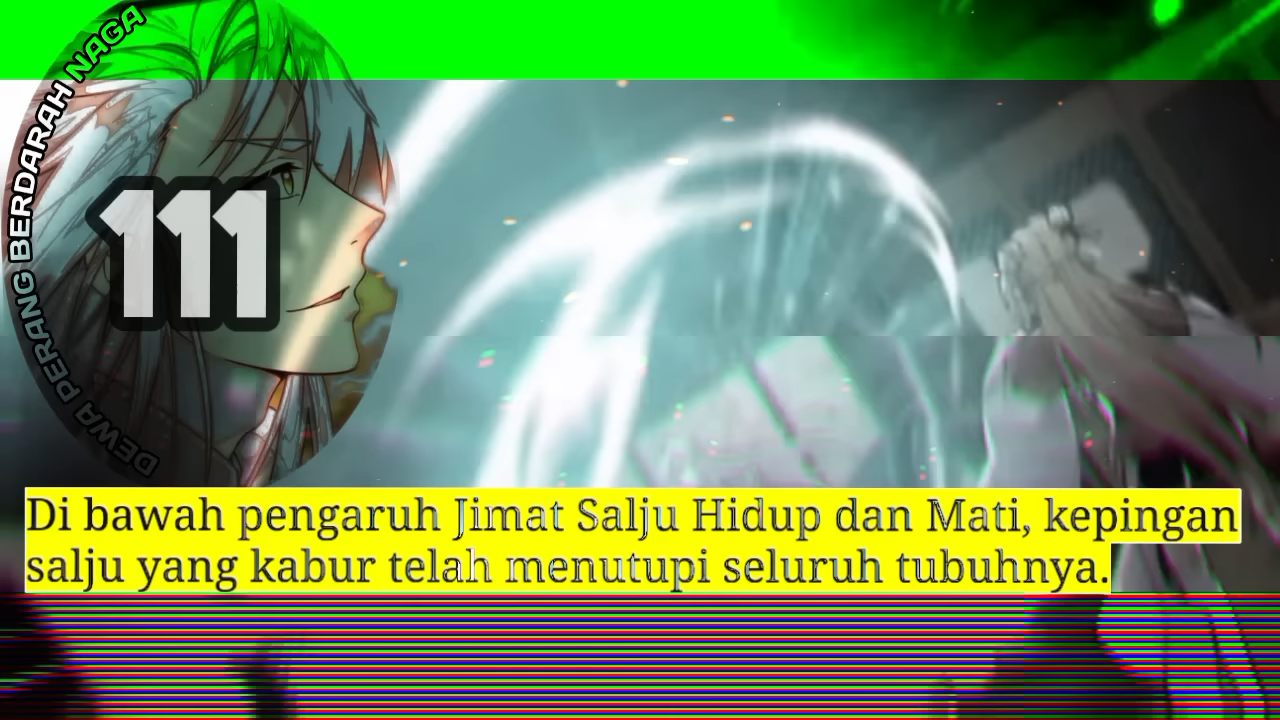 DEWA PERANG BERDARAH NAGA
111
Di bawah pengaruh Jimat Salju Hidup dan Mati, kepingan
salju yang kabur telah menutupi seluruh tubuhnya.